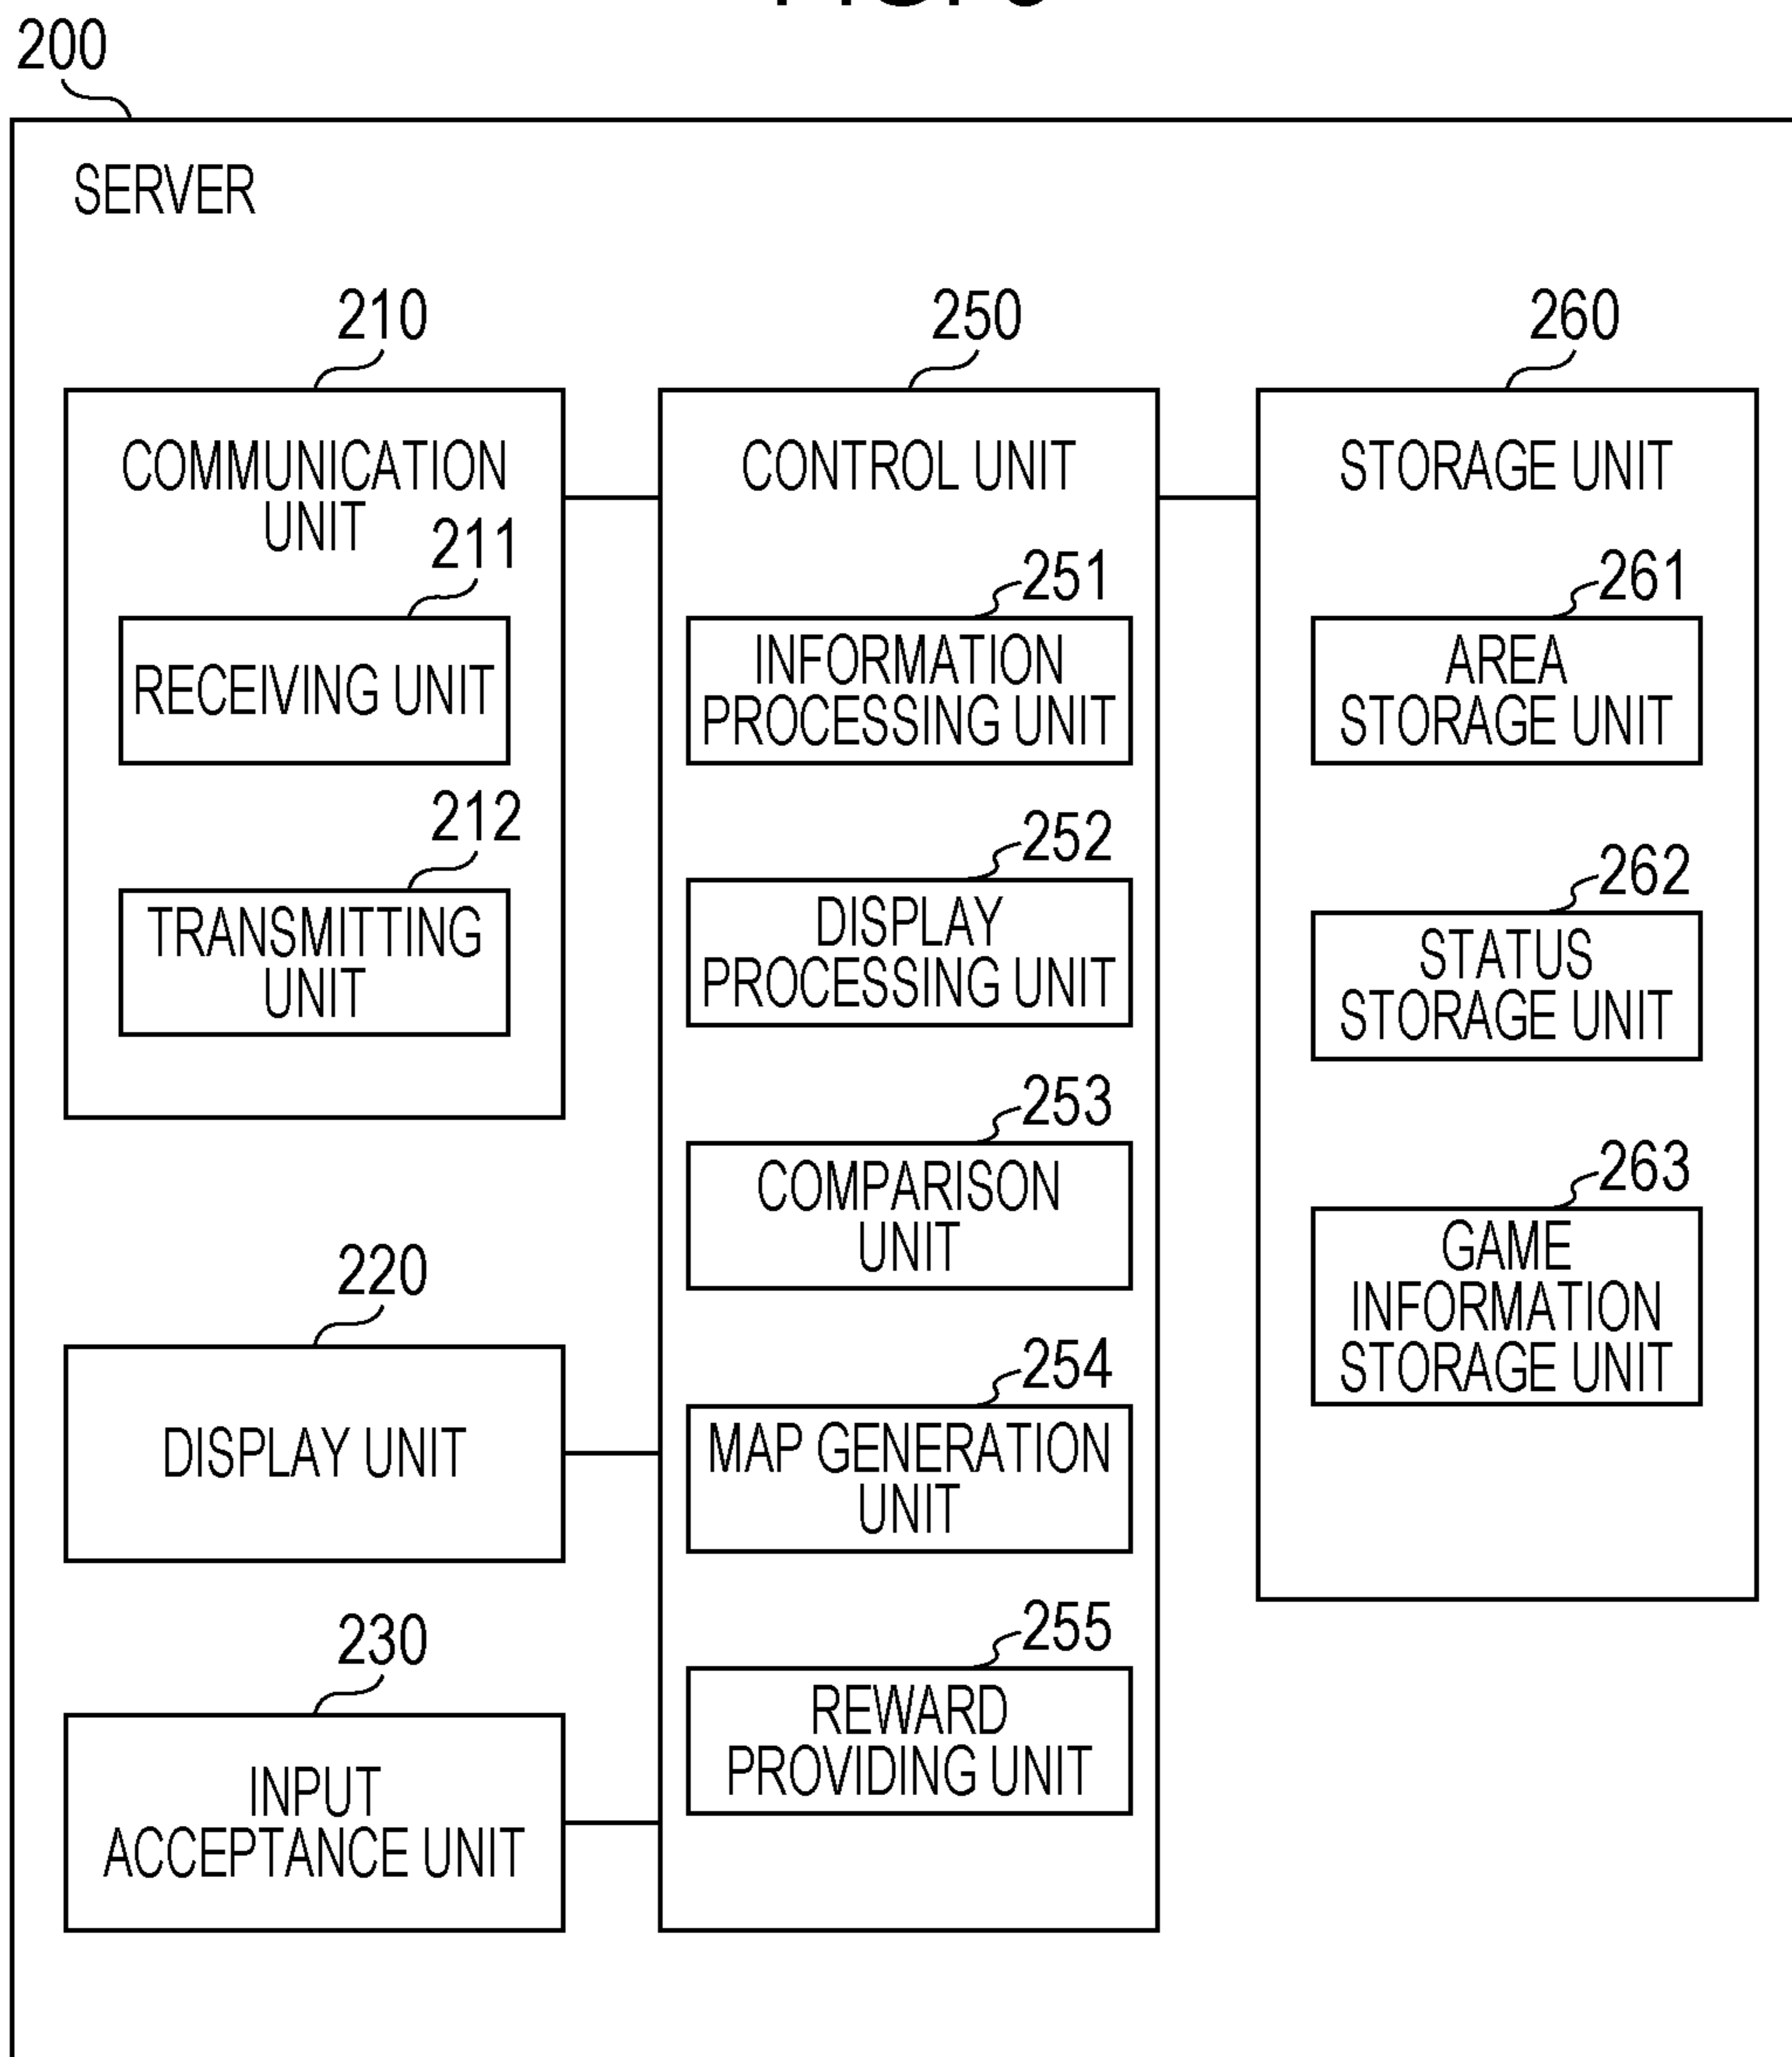 200
SERVER
210
COMMUNICATION
UNIT
211
RECEIVING UNIT
212
TRANSMITTING
UNIT
220
DISPLAY UNIT
230
INPUT
ACCEPTANCE UNIT
250
CONTROL UNIT
251
INFORMATION
PROCESSING UNIT
252
DISPLAY
PROCESSING UNIT
253
COMPARISON
UNIT
254
MAP GENERATION
UNIT
255
REWARD
PROVIDING UNIT
260
STORAGE UNIT
261
AREA
STORAGE UNIT
262
STATUS
STORAGE UNIT
263
GAME
INFORMATION
STORAGE UNIT